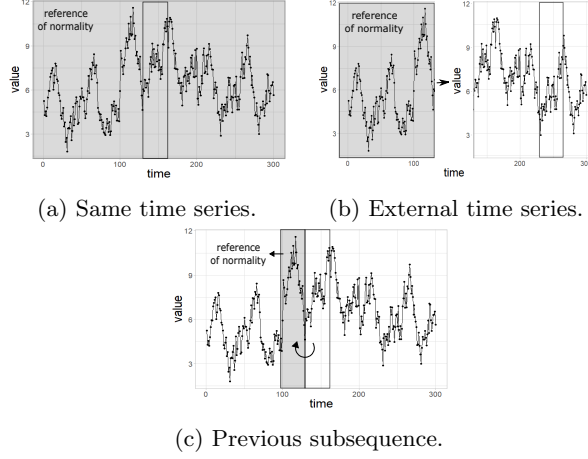 reference
of normality
value
12
9
6
3
0
100
200
300
time
(a) Same time series.
reference
of normality
value
12
9
6
3
0
100
time
value
12
9
6
3
200
300
time
(b) External time series.
reference
of normality
value
12
9
6
3
0
100
200
300
time
(c) Previous subsequence.